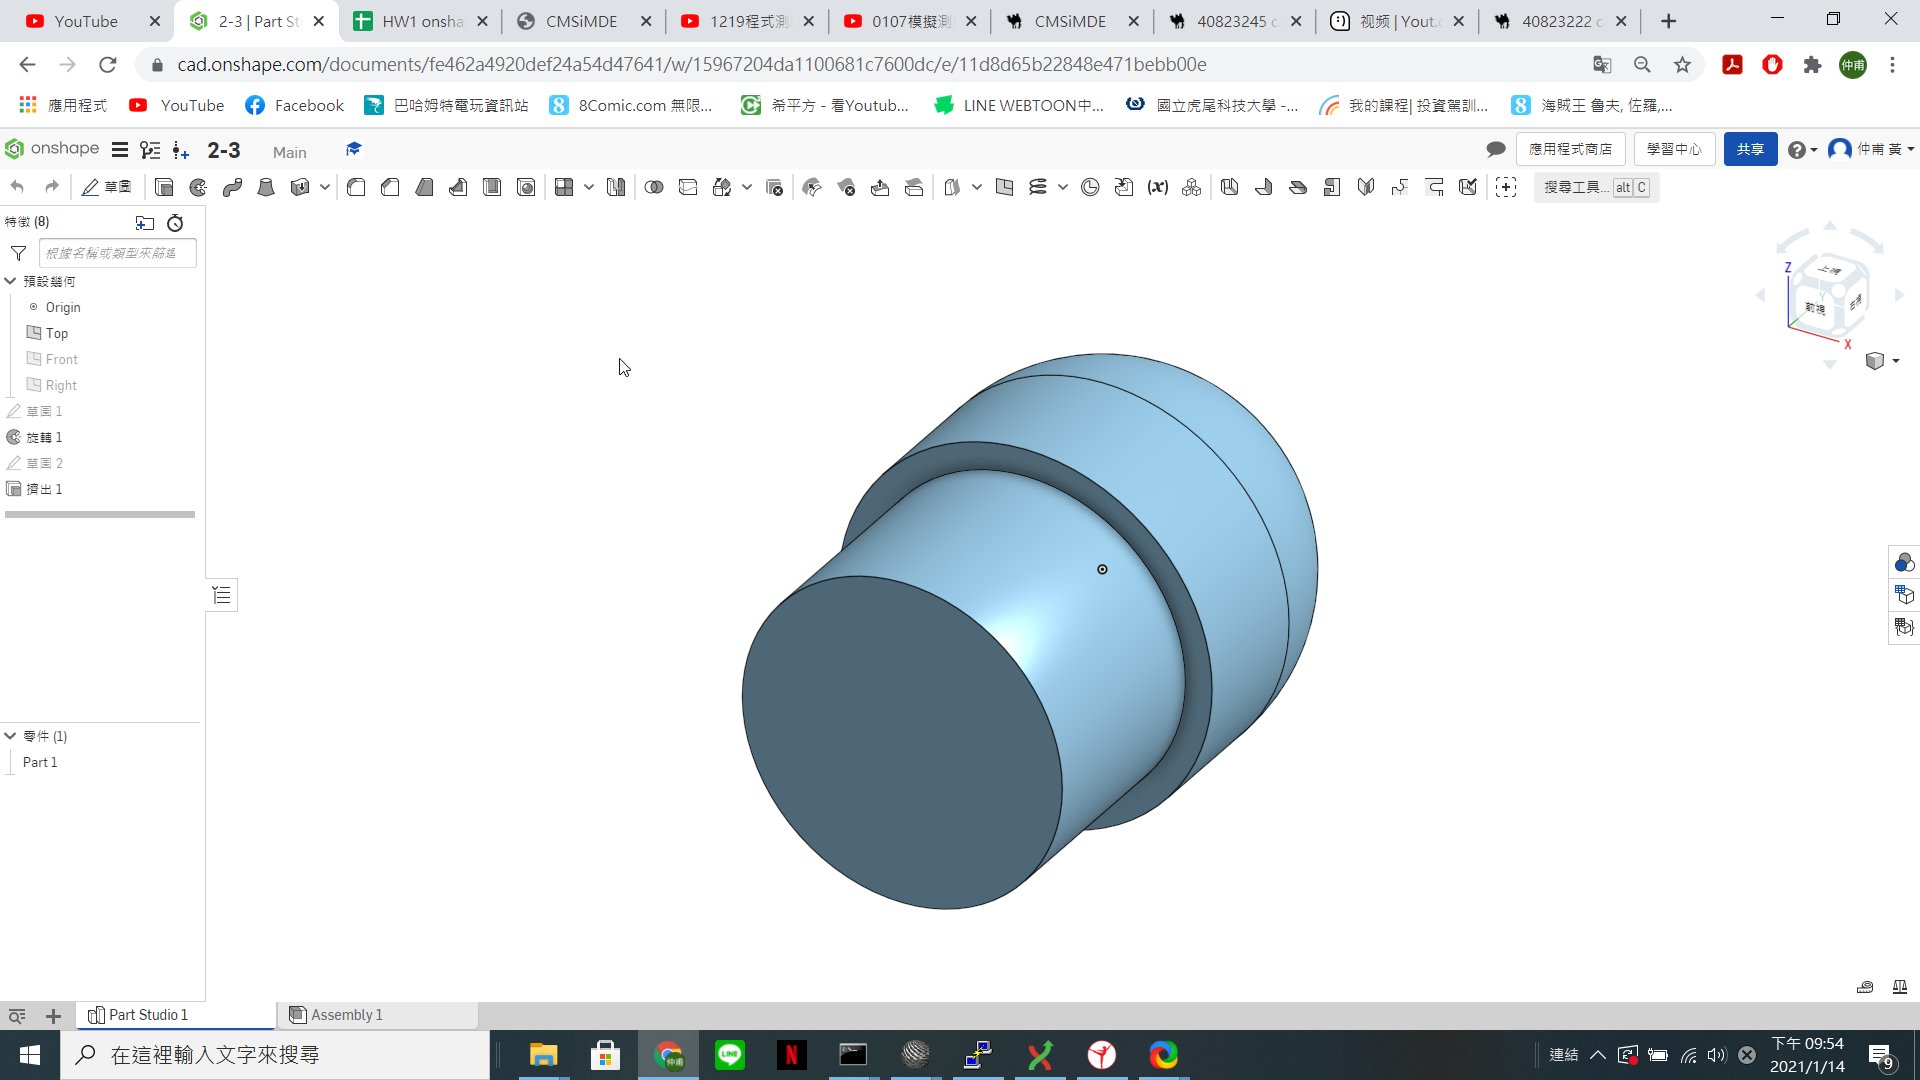 YouTube
2-3 | Part St
HW1 onsha
CMSiMDE
1219程式測
0107模擬測
CMSiMDE
40823245 c
视频 | Yout.
40823222 c
cad.onshape.com/documents/fe462a4920def24a54d47641/w/15967204da1100681c7600dc/e/11d8d65b22848e471bebb00e
仲甫
應用程式
YouTube
Facebook
巴哈姆特電玩資訊站
8Comic.com 無限...
希平方 - 看Youtub...
LINE WEBTOON中...
國立虎尾科技大學 -...
我的課程| 投資駕訓...
海賊王 魯夫, 佐羅,...
onshape
2-3
Main
應用程式商店
學習中心
共享
仲甫 黃
草圖
搜尋工具... alt C
特徵 (8)
根據名稱或類型來篩選
預設幾何
Origin
Top
Front
Right
草圖 1
旋轉 1
草圖 2
擠出 1
零件 (1)
Part 1
Z
上視
前視
右視
Y
X
Part Studio 1
Assembly 1
在這裡輸入文字來搜尋
連結
下午 09:54
2021/1/14
9